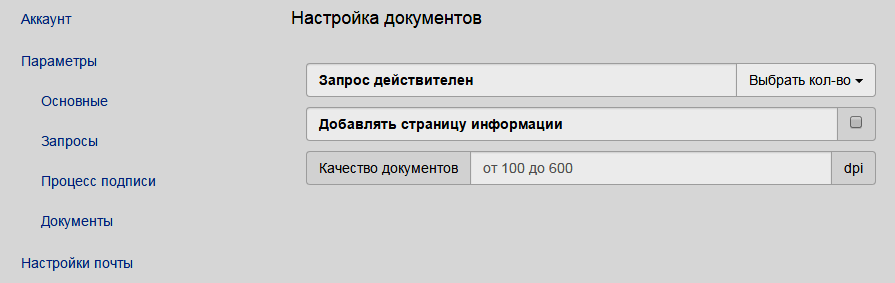 Аккаунт
Параметры
Основные
Запросы
Процесс подписи
Документы
Настройки почты
Настройка документов
Запрос действителен Выбрать кол-во
Добавлять страницу информации
Качество документов от 100 до 600 dpi